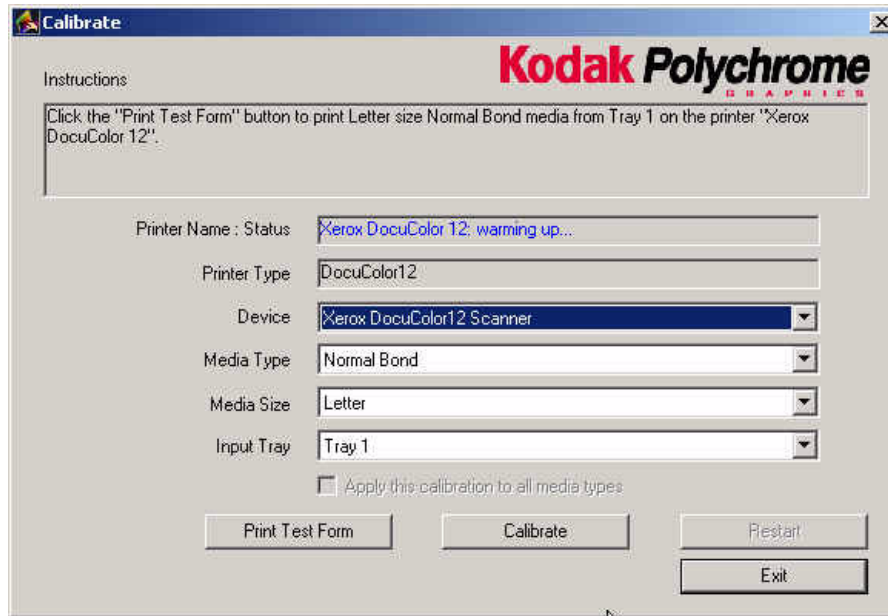 Calibrate
Kodak Polychrome
GRAPHICS
Instructions
Click the "Print Test Form" button to print Letter size Normal Bond media from Tray 1 on the printer "Xerox
DocuColor 12".
Printer Name : Status Xerox DocuColor 12: warming up...
Printer Type DocuColor12
Device Xerox DocuColor12 Scanner
Media Type Normal Bond
Media Size Letter
Input Tray Tray 1
Apply this calibration to all media types
Print Test Form Calibrate Restart
Exit